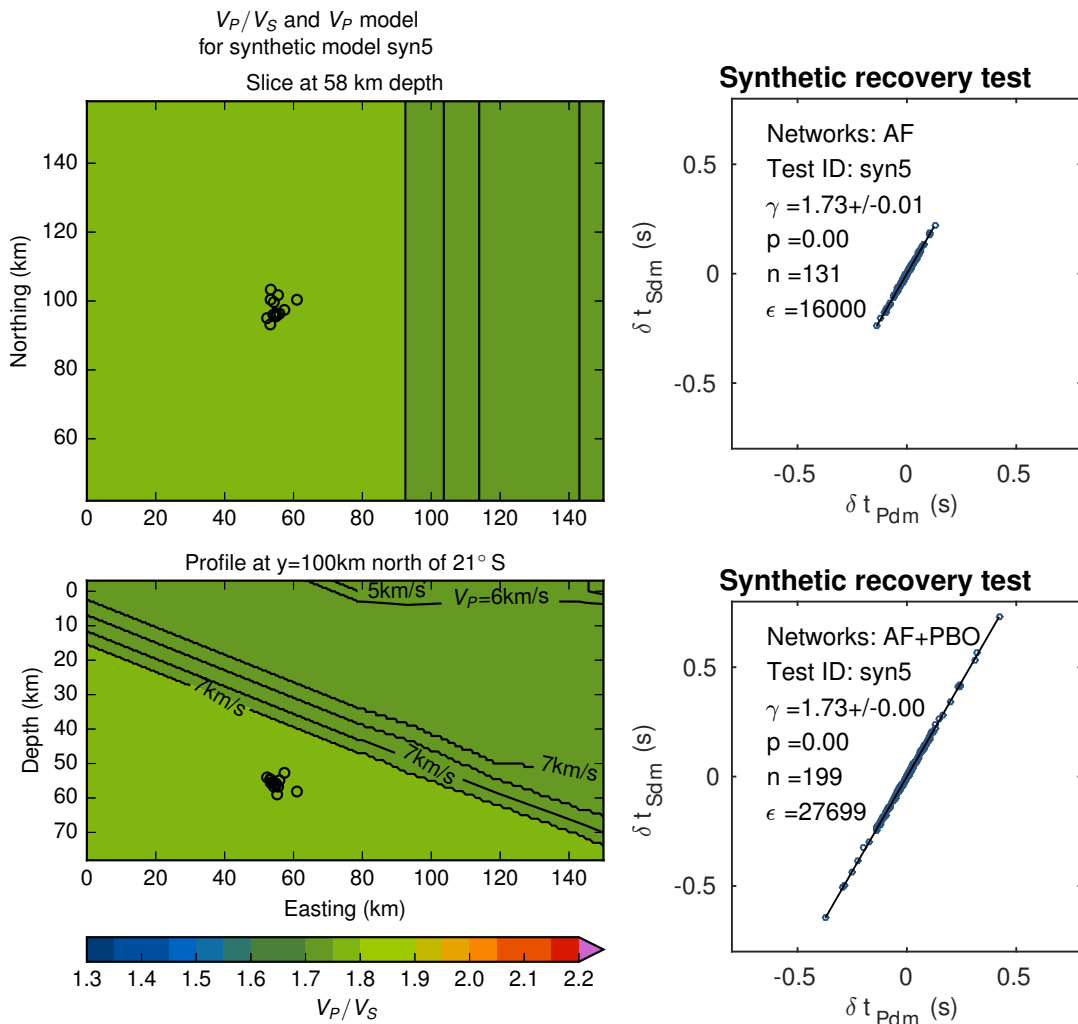 V_P/V_S and V_P model
for synthetic model syn5
Slice at 58 km depth
Northing (km)
140
120
100
80
60
0 20 40 60 80 100 120 140
Profile at y=100km north of 21° S
Depth (km)
0
10
20
30
40
50
60
70
5km/s
V_P=6km/s
7km/s
7km/s
7km/s
0 20 40 60 80 100 120 140
Easting (km)
1.3 1.4 1.5 1.6 1.7 1.8 1.9 2.0 2.1 2.2
V_P/V_S
Synthetic recovery test
Networks: AF
Test ID: syn5
γ =1.73+/-0.01
p =0.00
n =131
ϵ =16000
δ t_Sdm (s)
0.5
0
-0.5
-0.5 0 0.5
δ t_Pdm (s)
Synthetic recovery test
Networks: AF+PBO
Test ID: syn5
γ =1.73+/-0.00
p =0.00
n =199
ϵ =27699
δ t_Sdm (s)
0.5
0
-0.5
-0.5 0 0.5
δ t_Pdm (s)